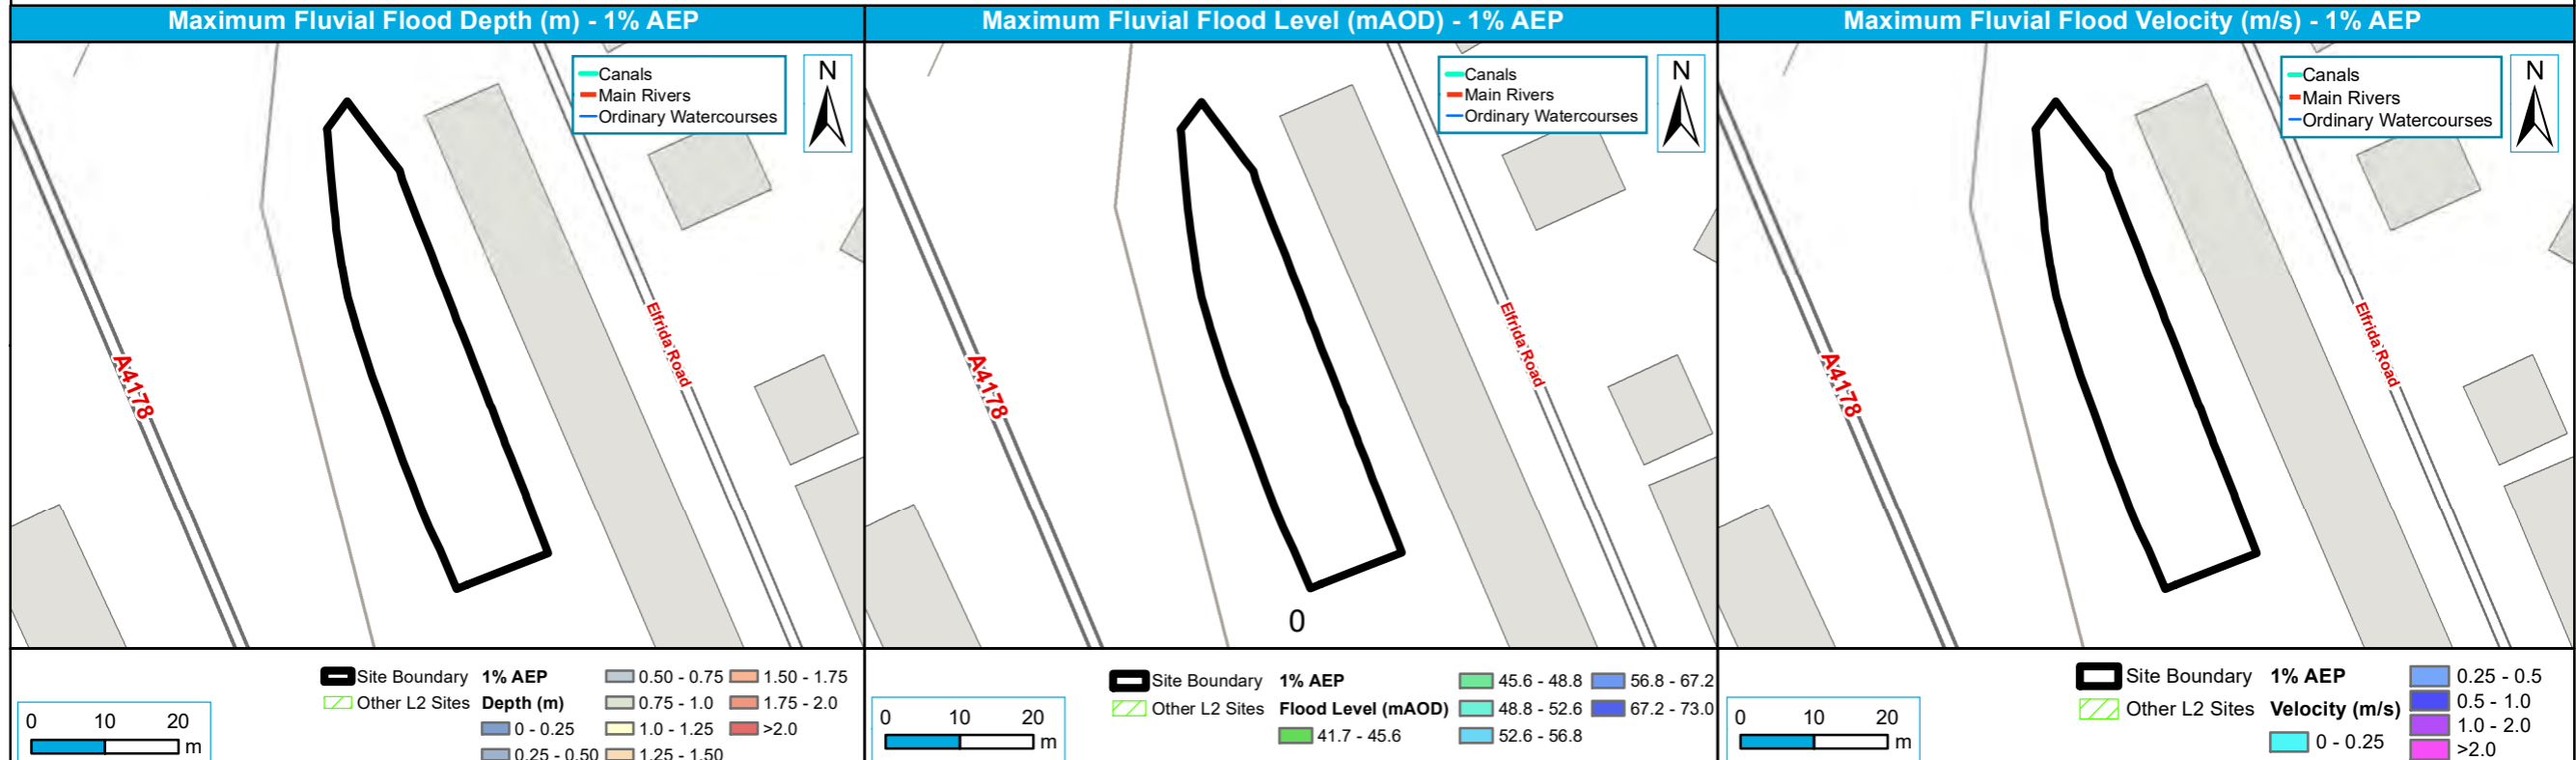 Maximum Fluvial Flood Depth (m) - 1% AEP
Canals
Main Rivers
Ordinary Watercourses
N
A4178
Elfrida Road
0 10 20
m
Site Boundary
Other L2 Sites
1% AEP
Depth (m)
0 - 0.25
0.25 - 0.50
0.50 - 0.75
0.75 - 1.0
1.0 - 1.25
1.25 - 1.50
1.50 - 1.75
1.75 - 2.0
>2.0
Maximum Fluvial Flood Level (mAOD) - 1% AEP
Canals
Main Rivers
Ordinary Watercourses
N
A4178
Elfrida Road
0
0 10 20
m
Site Boundary
Other L2 Sites
1% AEP
Flood Level (mAOD)
41.7 - 45.6
45.6 - 48.8
48.8 - 52.6
52.6 - 56.8
56.8 - 67.2
67.2 - 73.0
Maximum Fluvial Flood Velocity (m/s) - 1% AEP
Canals
Main Rivers
Ordinary Watercourses
N
A4178
Elfrida Road
0 10 20
m
Site Boundary
Other L2 Sites
1% AEP
Velocity (m/s)
0 - 0.25
0.25 - 0.5
0.5 - 1.0
1.0 - 2.0
>2.0